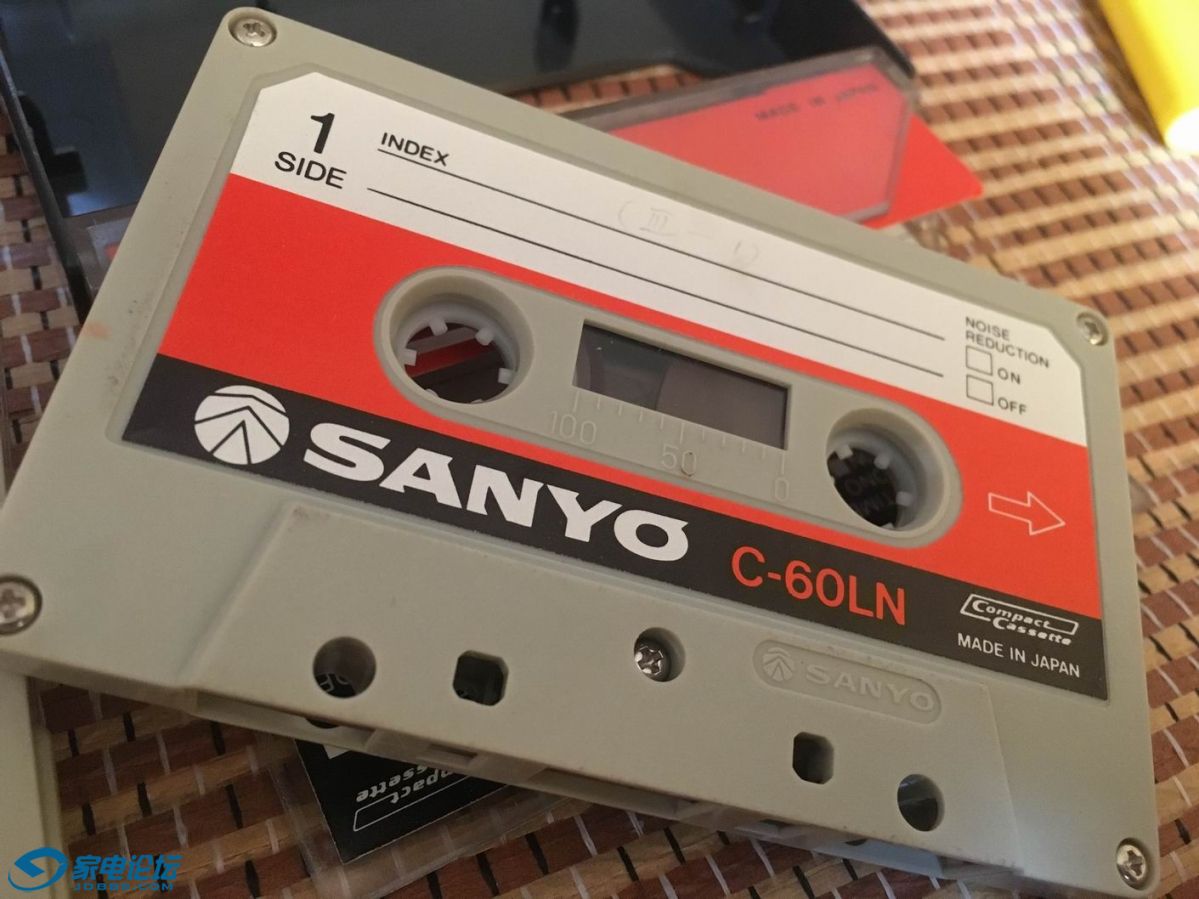 MADE IN JAPAN
1
SIDE
INDEX
NOISE
REDUCTION
ON
OFF
100
50
0
SANYO
C-60LN
Compact
Cassette
MADE IN JAPAN
SANYO
家电论坛
JDBBS.COM